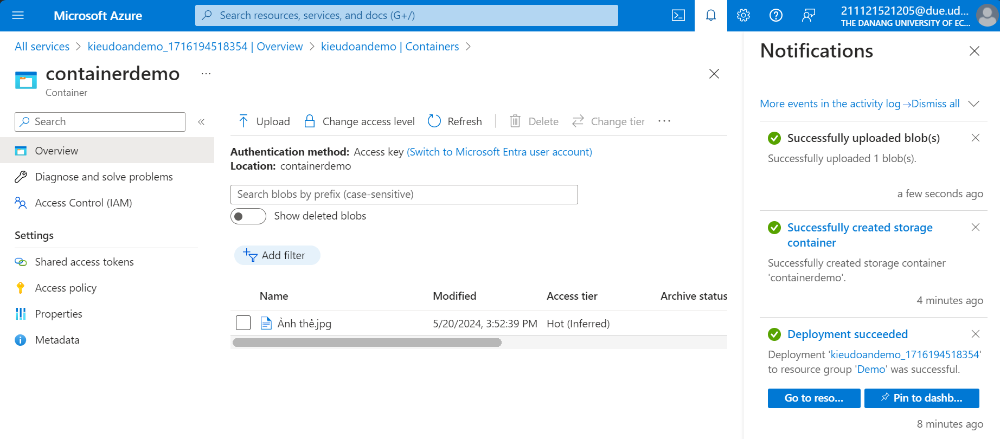 Microsoft Azure
Search resources, services, and docs (G+/)
211121521205@due.ud...
THE DANANG UNIVERSITY OF EC...
All services > kieudoandemo_1716194518354 | Overview > kieudoandemo | Containers >
containerdemo ...
Container
Search
«
Overview
Diagnose and solve problems
Access Control (IAM)
Settings
Shared access tokens
Access policy
Properties
Metadata
Upload Change access level Refresh | Delete Change tier ...
Authentication method: Access key (Switch to Microsoft Entra user account)
Location: containerdemo
Search blobs by prefix (case-sensitive)
Show deleted blobs
Add filter
Name Modified Access tier Archive status
Ảnh thẻ.jpg 5/20/2024, 3:52:39 PM Hot (Inferred)
Notifications
More events in the activity log → Dismiss all
Successfully uploaded blob(s)
Successfully uploaded 1 blob(s).
a few seconds ago
Successfully created storage
container
Successfully created storage container
'containerdemo'.
4 minutes ago
Deployment succeeded
Deployment 'kieudoandemo_1716194518354'
to resource group 'Demo' was successful.
Go to reso... Pin to dashb...
8 minutes ago